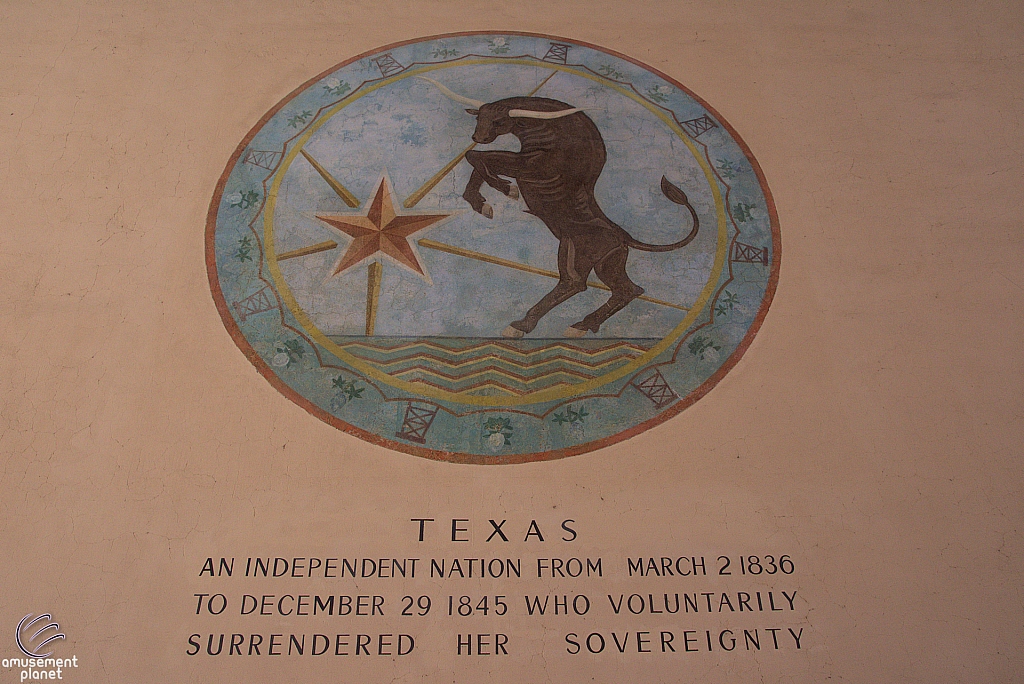 TEXAS
AN INDEPENDENT NATION FROM MARCH 2 1836
TO DECEMBER 29 1845 WHO VOLUNTARILY
SURRENDERED HER SOVEREIGNTY
amusement
planet